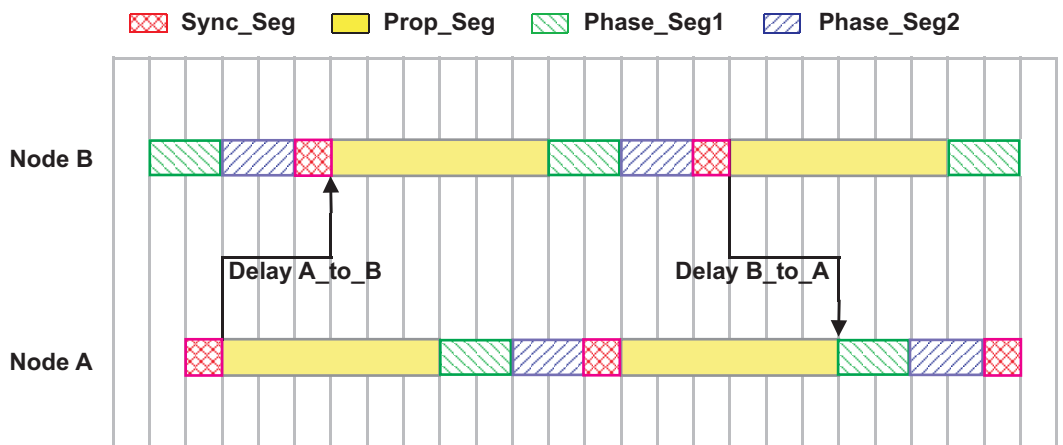 Sync_Seg Prop_Seg Phase_Seg1 Phase_Seg2
Node B
Delay A_to_B Delay B_to_A
Node A